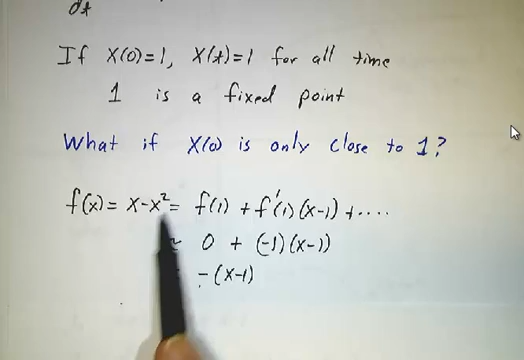 dt
If X(0)=1, X(t)=1 for all time
1 is a fixed point
What if X(0) is only close to 1?
f(x)= x-x²= f(1) + f'(1)(x-1) + ....
0 + (-1)(x-1)
-(x-1)